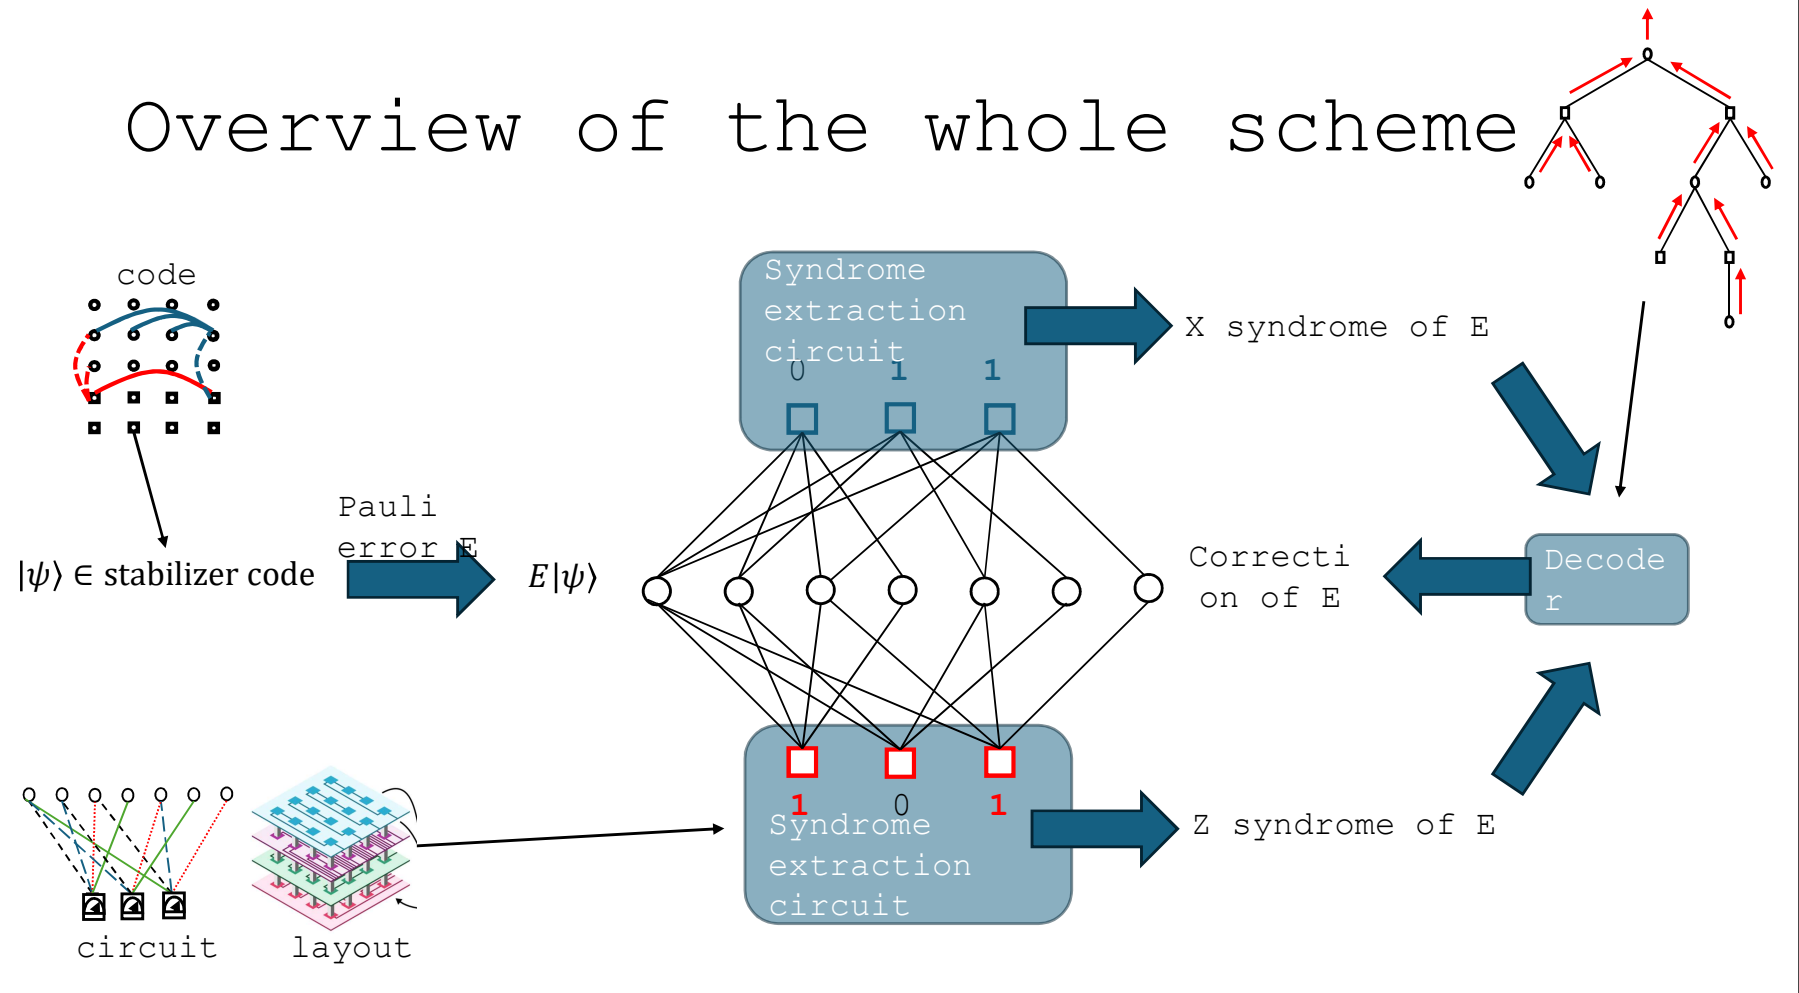 Overview of the whole scheme
code
Syndrome
extraction
circuit
0 1 1
X syndrome of E
Pauli
error E
|ψ⟩ ∈ stabilizer code
E|ψ⟩
Correcti
on of E
Decode
r
1 0 1
Syndrome
extraction
circuit
Z syndrome of E
circuit
layout